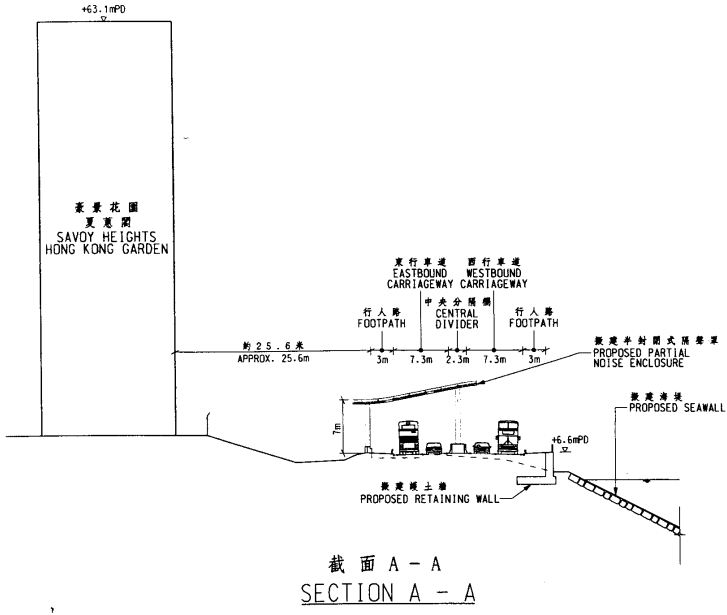 +63.1mPD
豪景花園
夏蕙閣
SAVOY HEIGHTS
HONG KONG GARDEN
東行車道
EASTBOUND
CARRIAGEWAY
西行車道
WESTBOUND
CARRIAGEWAY
行人路
FOOTPATH
中央分隔欄
CENTRAL
DIVIDER
行人路
FOOTPATH
約25.6米
APPROX. 25.6m
3m
7.3m
2.3m
7.3m
3m
擬建半封閉式隔聲罩
PROPOSED PARTIAL
NOISE ENCLOSURE
擬建海堤
PROPOSED SEAWALL
7m
+6.6mPD
擬建護土牆
PROPOSED RETAINING WALL
截面 A - A
SECTION A - A